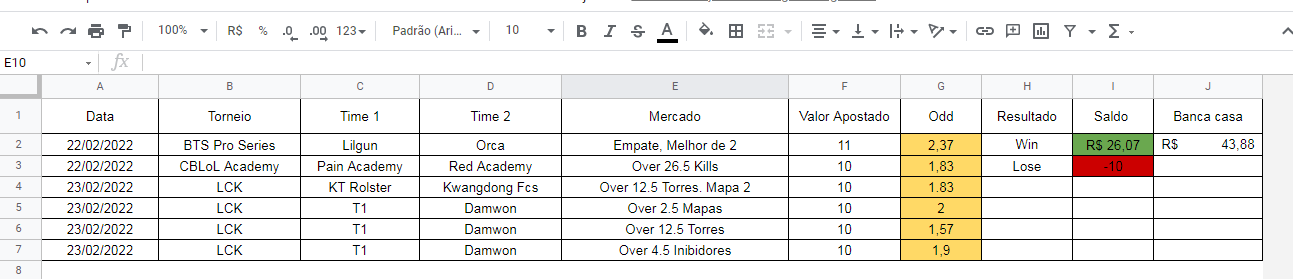 100% R$ % .0 .00 123 Padrão (Ari... 10 B I S A
E10 fx
A B C D E F G H I J
1 Data Torneio Time 1 Time 2 Mercado Valor Apostado Odd Resultado Saldo Banca casa
2 22/02/2022 BTS Pro Series Lilgun Orca Empate, Melhor de 2 11 2,37 Win R$ 26,07 R$ 43,88
3 22/02/2022 CBLoL Academy Pain Academy Red Academy Over 26.5 Kills 10 1,83 Lose -10
4 23/02/2022 LCK KT Rolster Kwangdong Fcs Over 12.5 Torres. Mapa 2 10 1.83
5 23/02/2022 LCK T1 Damwon Over 2.5 Mapas 10 2
6 23/02/2022 LCK T1 Damwon Over 12.5 Torres 10 1,57
7 23/02/2022 LCK T1 Damwon Over 4.5 Inibidores 10 1,9
8